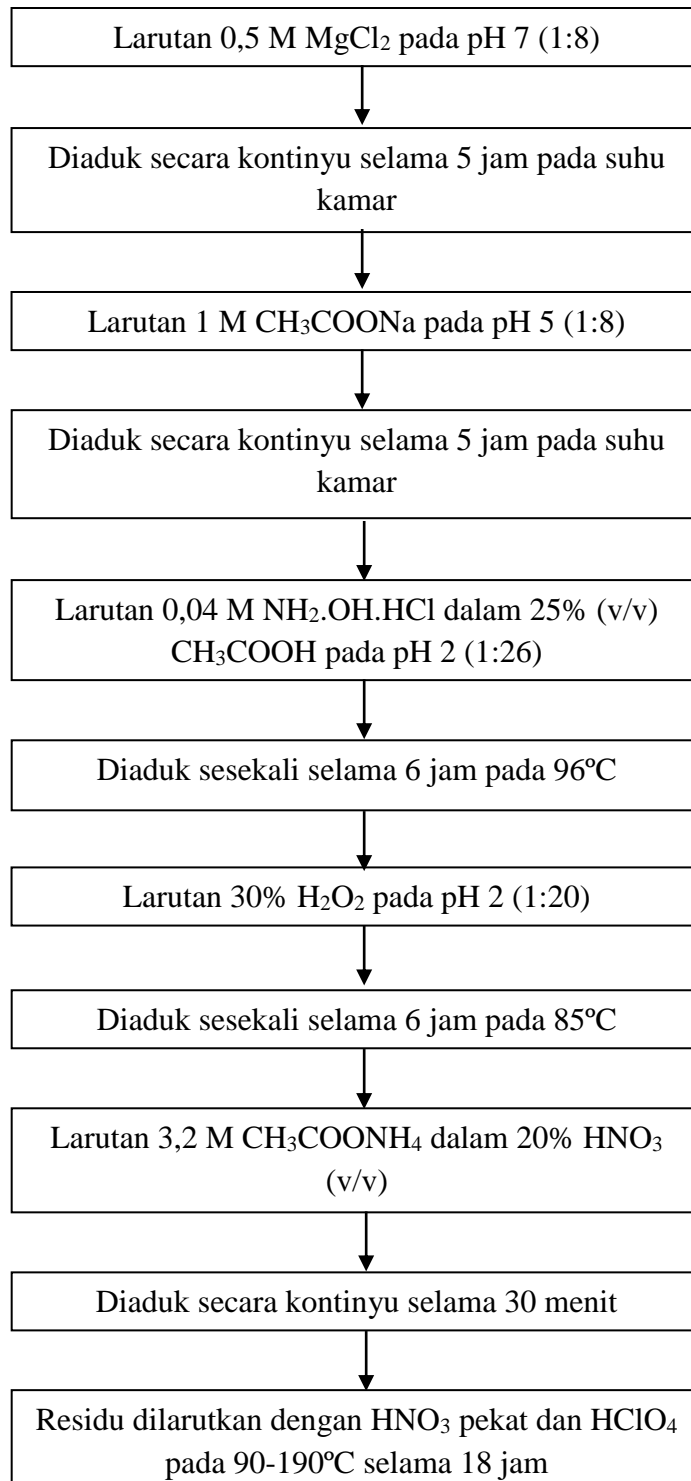 Larutan 0,5 M MgCl₂ pada pH 7 (1:8)
Diaduk secara kontinyu selama 5 jam pada suhu
kamar
Larutan 1 M CH₃COONa pada pH 5 (1:8)
Diaduk secara kontinyu selama 5 jam pada suhu
kamar
Larutan 0,04 M NH₂.OH.HCl dalam 25% (v/v)
CH₃COOH pada pH 2 (1:26)
Diaduk sesekali selama 6 jam pada 96ºC
Larutan 30% H₂O₂ pada pH 2 (1:20)
Diaduk sesekali selama 6 jam pada 85ºC
Larutan 3,2 M CH₃COONH₄ dalam 20% HNO₃
(v/v)
Diaduk secara kontinyu selama 30 menit
Residu dilarutkan dengan HNO₃ pekat dan HClO₄
pada 90-190ºC selama 18 jam